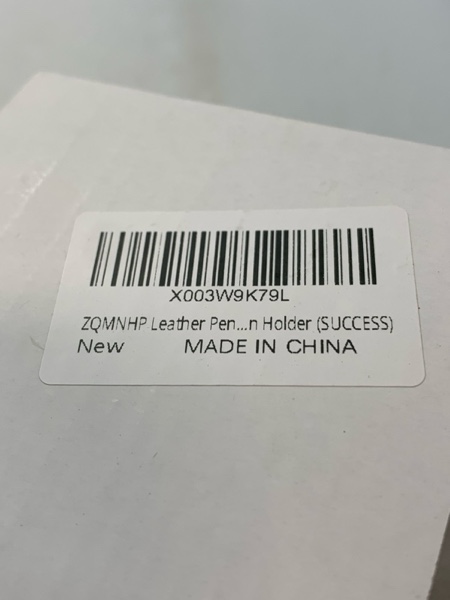 X003W9K79L
ZQMNHP Leather Pen...n Holder (SUCCESS)
New MADE IN CHINA